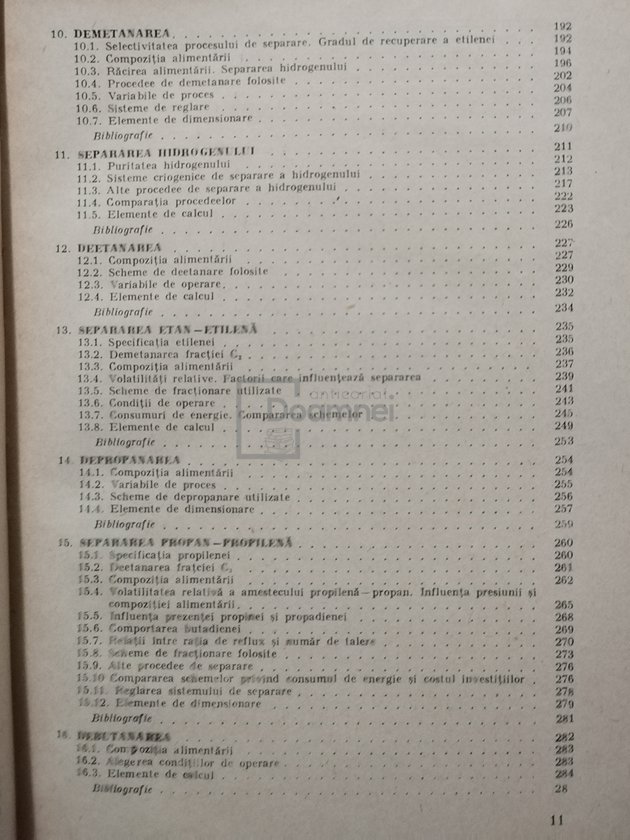 10. DEMETANAREA . . . 192
10.1. Selectivitatea procesului de separare. Gradul de recuperare a etilenei . . . 192
10.2. Compoziția alimentării . . . 194
10.3. Răcirea alimentării. Separarea hidrogenului . . . 196
10.4. Procedee de demetanare folosite . . . 202
10.5. Variabile de proces . . . 204
10.6. Sisteme de reglare . . . 206
10.7. Elemente de dimensionare . . . 207
Bibliografie . . . 210
11. SEPARAREA HIDROGENULUI . . . 211
11.1. Puritatea hidrogenului . . . 212
11.2. Sisteme criogenice de separare a hidrogenului . . . 213
11.3. Alte procedee de separare a hidrogenului . . . 217
11.4. Comparația procedeelor . . . 222
11.5. Elemente de calcul . . . 223
Bibliografie . . . 226
12. DEETANAREA . . . 227
12.1. Compoziția alimentării . . . 227
12.2. Scheme de deetanare folosite . . . 229
12.3. Variabile de operare . . . 230
12.4. Elemente de calcul . . . 232
Bibliografie . . . 234
13. SEPARAREA ETAN—ETILENĂ . . . 235
13.1. Specificația etilenei . . . 235
13.2. Demetanarea fracției C₂ . . . 236
13.3. Compoziția alimentării . . . 237
13.4. Volatilități relative. Factorii care influențează separarea . . . 239
13.5. Scheme de fracționare utilizate . . . 241
13.6. Condiții de operare . . . 243
13.7. Consumuri de energie. Compararea schemelor . . . 245
13.8. Elemente de calcul . . . 249
Bibliografie . . . 253
anticariat
Doamnei
14. DEPROPANAREA . . . 254
14.1. Compoziția alimentării . . . 254
14.2. Variabile de proces . . . 255
14.3. Scheme de depropanare utilizate . . . 256
14.4. Elemente de dimensionare . . . 257
Bibliografie . . . 259
15. SEPARAREA PROPAN—PROPILENĂ . . . 260
15.1. Specificația propilenei . . . 260
15.2. Deetanarea frațciei C₃ . . . 261
15.3. Compoziția alimentării . . . 262
15.4. Volatilitatea relativă a amestecului propilenă—propan. Influența presiunii și
compoziției alimentării . . . 265
15.5. Influența prezenței propinei și propadienei . . . 268
15.6. Comportarea butadienei . . . 269
15.7. Relații între rația de reflux și număr de talere . . . 270
15.8. Scheme de fracționare folosite . . . 273
15.9. Alte procedee de separare . . . 276
15.10 Compararea schemelor privind consumul de energie și costul investițiilor . . . 276
15.11. Reglarea sistemului de separare . . . 278
15.12. Elemente de dimensionare . . . 279
Bibliografie . . . 281
16. DEBUTANAREA . . . 282
16.1. Compoziția alimentării . . . 283
16.2. Alegerea condițiilor de operare . . . 283
16.3. Elemente de calcul . . . 284
Bibliografie . . . 28
11